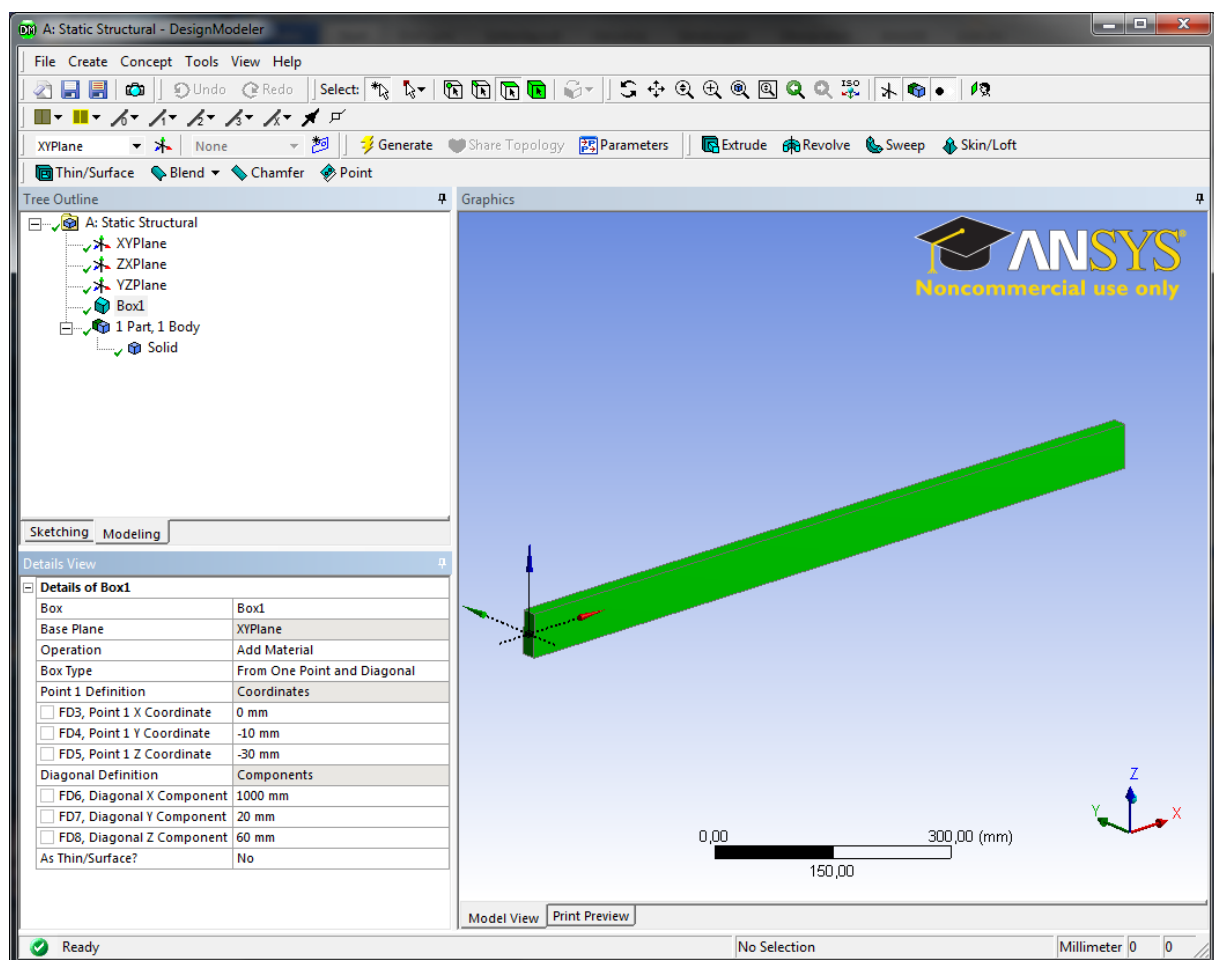 DM A: Static Structural - DesignModeler
File Create Concept Tools View Help
Undo Redo Select: ISO
XYPlane None Generate Share Topology Parameters Extrude Revolve Sweep Skin/Loft
Thin/Surface Blend Chamfer Point
Tree Outline
A: Static Structural
XYPlane
ZXPlane
YZPlane
Box1
1 Part, 1 Body
Solid
Sketching Modeling
Details View
Details of Box1
Box Box1
Base Plane XYPlane
Operation Add Material
Box Type From One Point and Diagonal
Point 1 Definition Coordinates
FD3, Point 1 X Coordinate 0 mm
FD4, Point 1 Y Coordinate -10 mm
FD5, Point 1 Z Coordinate -30 mm
Diagonal Definition Components
FD6, Diagonal X Component 1000 mm
FD7, Diagonal Y Component 20 mm
FD8, Diagonal Z Component 60 mm
As Thin/Surface? No
Graphics
ANSYS®
Noncommercial use only
Z
Y X
0,00 300,00 (mm)
150,00
Model View Print Preview
Ready No Selection Millimeter 0 0